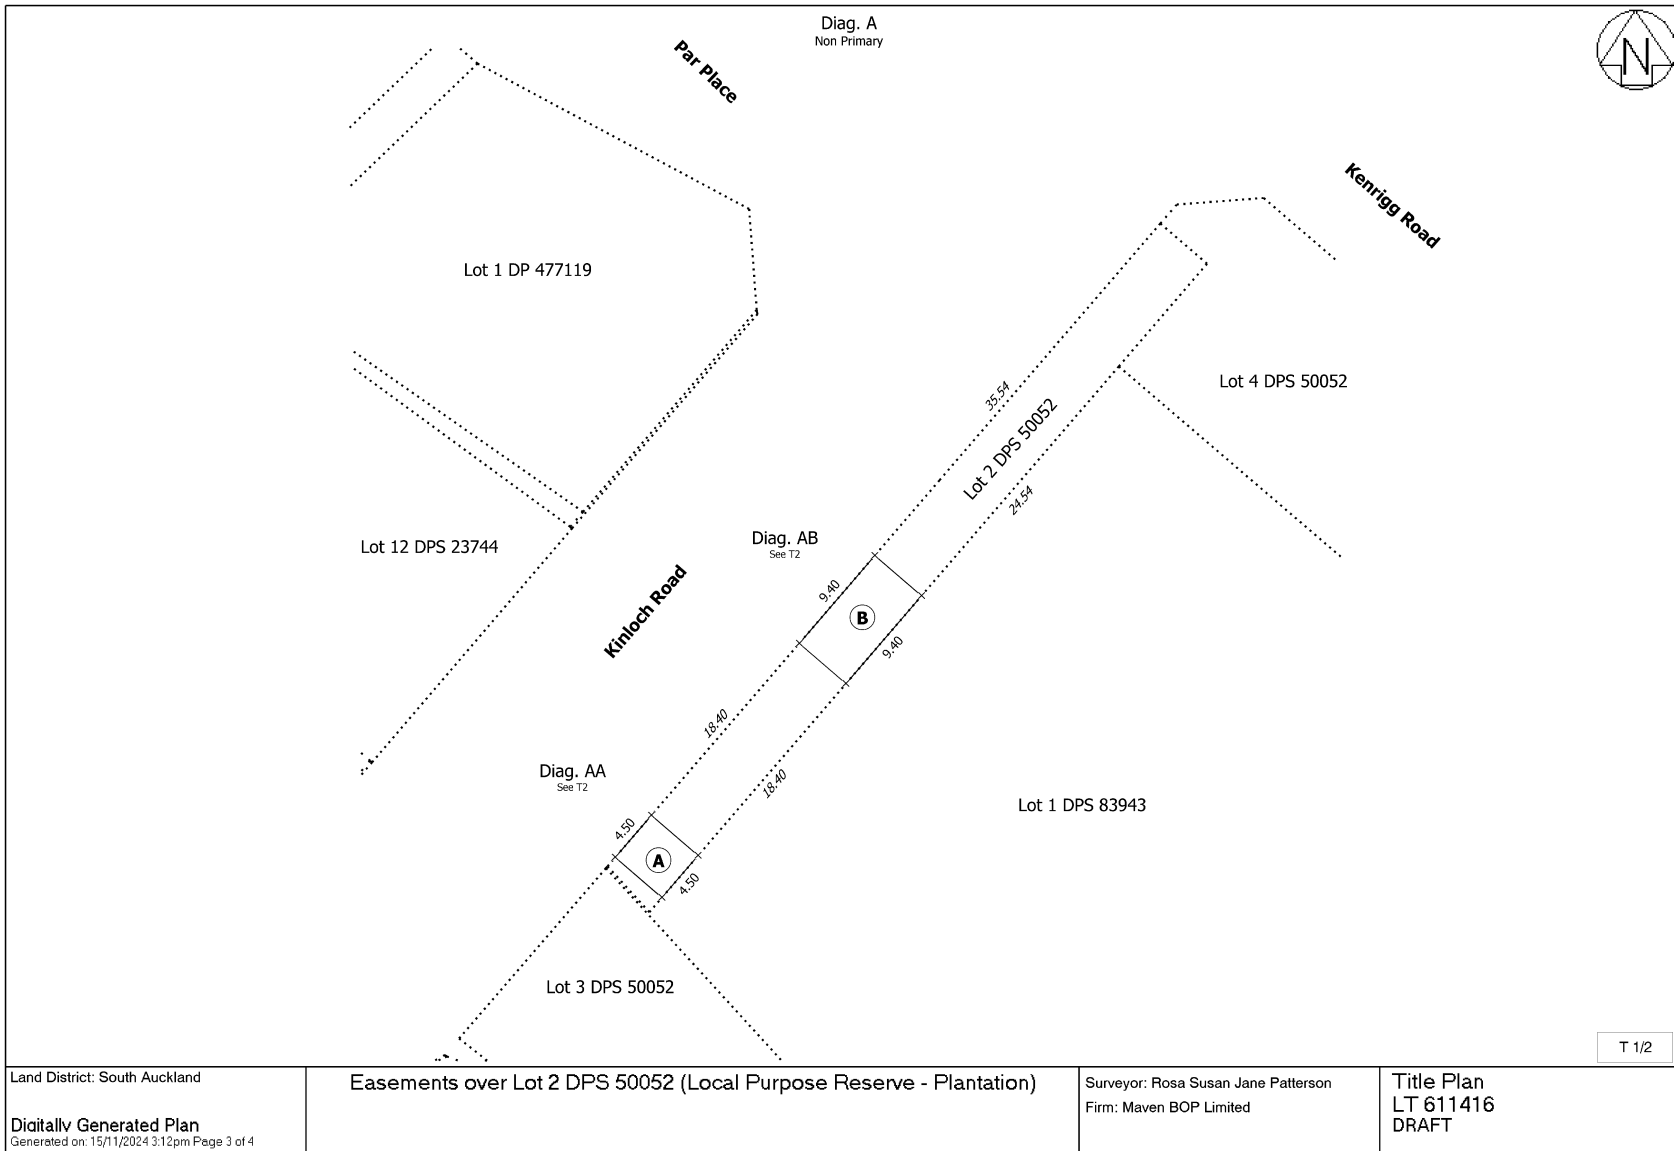 Diag. A
Non Primary
N
Par Place
Kenrigg Road
Lot 1 DP 477119
Lot 4 DPS 50052
35.54
Lot 2 DPS 50052
24.54
Lot 12 DPS 23744
Diag. AB
See T2
Kinloch Road
9.40
B
9.40
18.40
Diag. AA
See T2
18.40
Lot 1 DPS 83943
4.50
A
4.50
Lot 3 DPS 50052
T 1/2
Land District: South Auckland
Digitally Generated Plan
Generated on: 15/11/2024 3:12pm Page 3 of 4
Easements over Lot 2 DPS 50052 (Local Purpose Reserve - Plantation)
Surveyor: Rosa Susan Jane Patterson
Firm: Maven BOP Limited
Title Plan
LT 611416
DRAFT